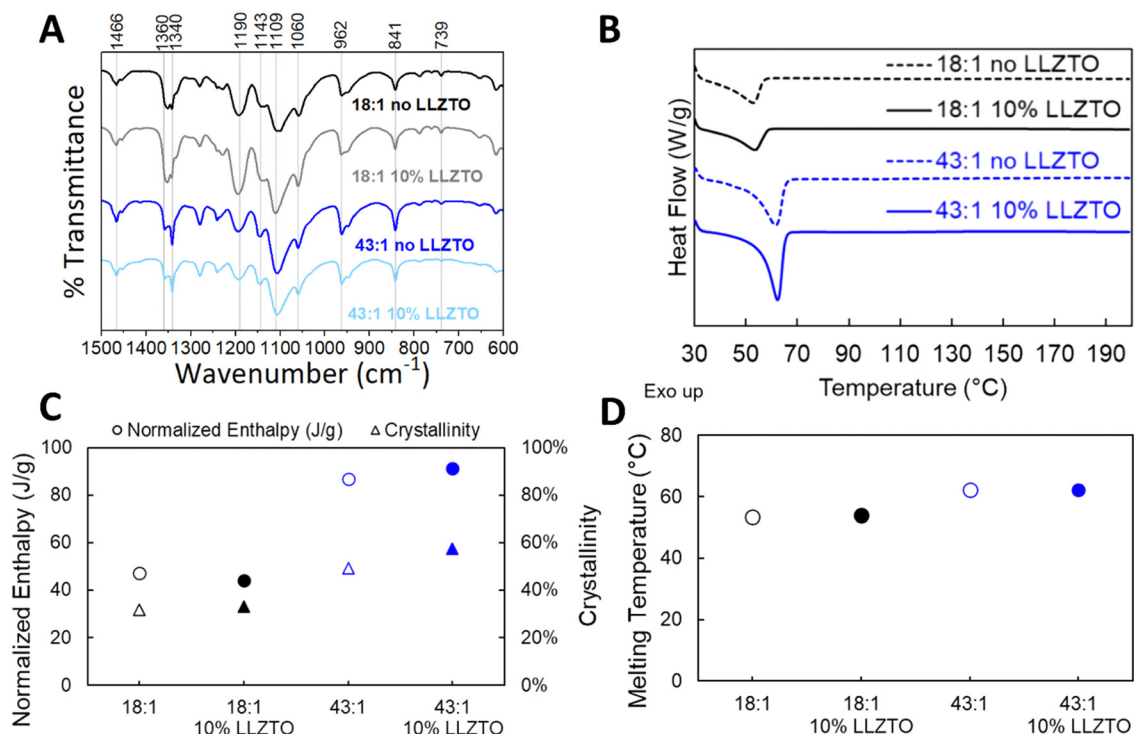 A
1466
1360
1340
1190
1143
1109
1060
962
841
739
18:1 no LLZTO
18:1 10% LLZTO
43:1 no LLZTO
43:1 10% LLZTO
% Transmittance
1500 1400 1300 1200 1100 1000 900 800 700 600
Wavenumber (cm⁻¹)
B
18:1 no LLZTO
18:1 10% LLZTO
43:1 no LLZTO
43:1 10% LLZTO
Heat Flow (W/g)
30 50 70 90 110 130 150 170 190
Exo up
Temperature (°C)
C
Normalized Enthalpy (J/g) Crystallinity
100
80
60
40
20
0
Normalized Enthalpy (J/g)
100%
80%
60%
40%
20%
0%
Crystallinity
18:1 18:1 43:1 43:1
10% LLZTO 10% LLZTO
D
80
60
40
20
0
Melting Temperature (°C)
18:1 18:1 43:1 43:1
10% LLZTO 10% LLZTO